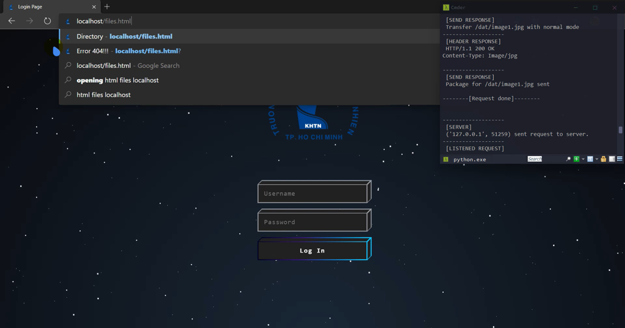 Login Page
localhost/files.html
Directory - localhost/files.html
Error 404!!! - localhost/files.html?
localhost/files.html - Google Search
opening html files localhost
html files localhost
KHTN
TP. HO CHI MINH
Username
Password
Log In
[SEND RESPONSE]
Transfer /dat/image1.jpg with normal mode
-------------------
[HEADER RESPONSE]
HTTP/1.1 200 OK
Content-Type: image/jpg
-------------------
[SEND RESPONSE]
Package for /dat/image1.jpg sent
--------[Request done]--------
-------------------
[SERVER]
('127.0.0.1', 51259) sent request to server.
-------------------
[LISTENED REQUEST]
python.exe
Search